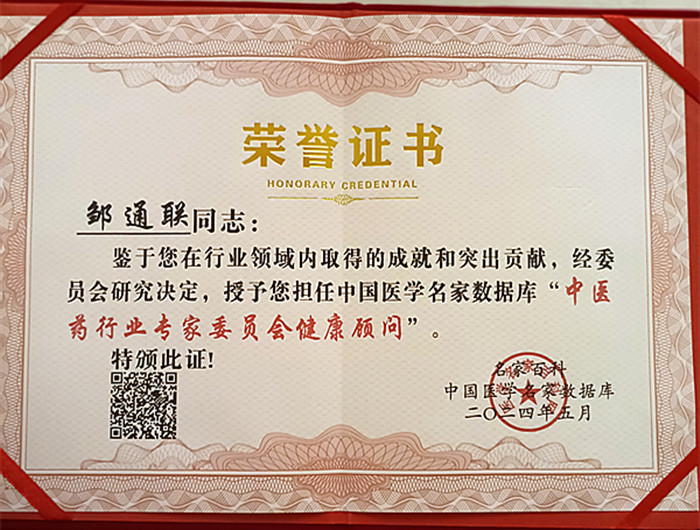 荣誉证书
HONORARY CREDENTIAL
邹通联同志：
鉴于您在行业领域内取得的成就和突出贡献，经委
员会研究决定，授予您担任中国医学名家数据库“中医
药行业专家委员会健康顾问”。
特颁此证!
名家百科
中国医学名家数据库
二〇二四年五月